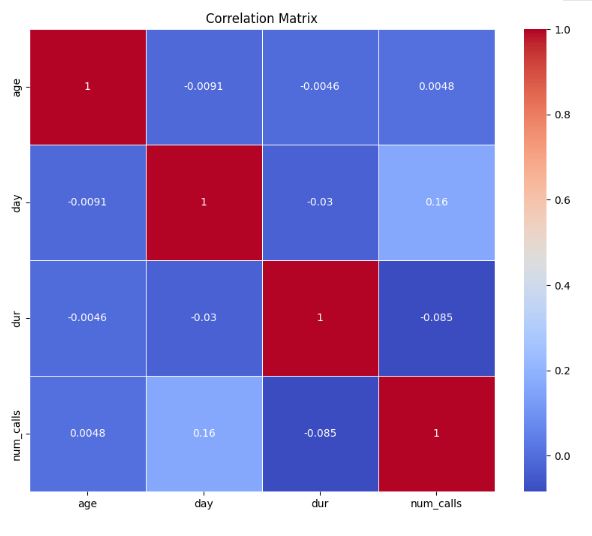 Correlation Matrix
age 1 -0.0091 -0.0046 0.0048
day -0.0091 1 -0.03 0.16
dur -0.0046 -0.03 1 -0.085
num_calls 0.0048 0.16 -0.085 1
age day dur num_calls
1.0
0.8
0.6
0.4
0.2
0.0